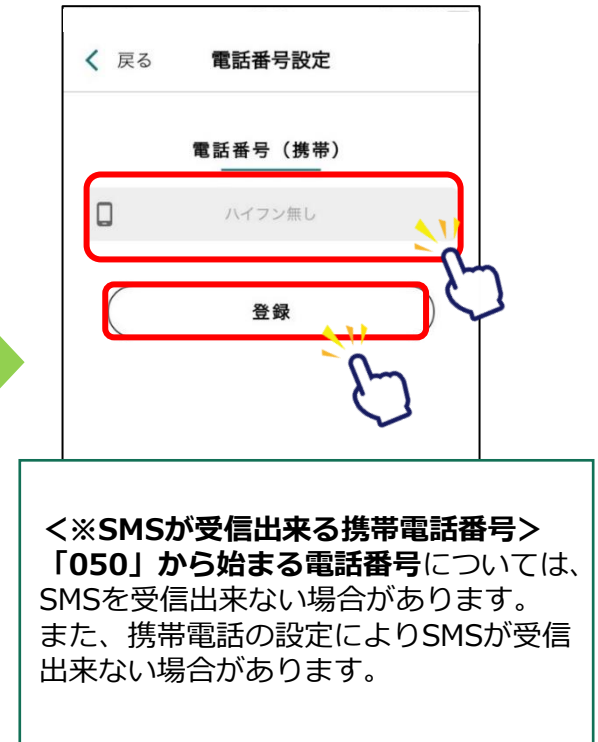 戻る 電話番号設定
電話番号（携帯）
ハイフン無し
登録
＜※SMSが受信出来る携帯電話番号＞
「050」から始まる電話番号については、
SMSを受信出来ない場合があります。
また、携帯電話の設定によりSMSが受信
出来ない場合があります。